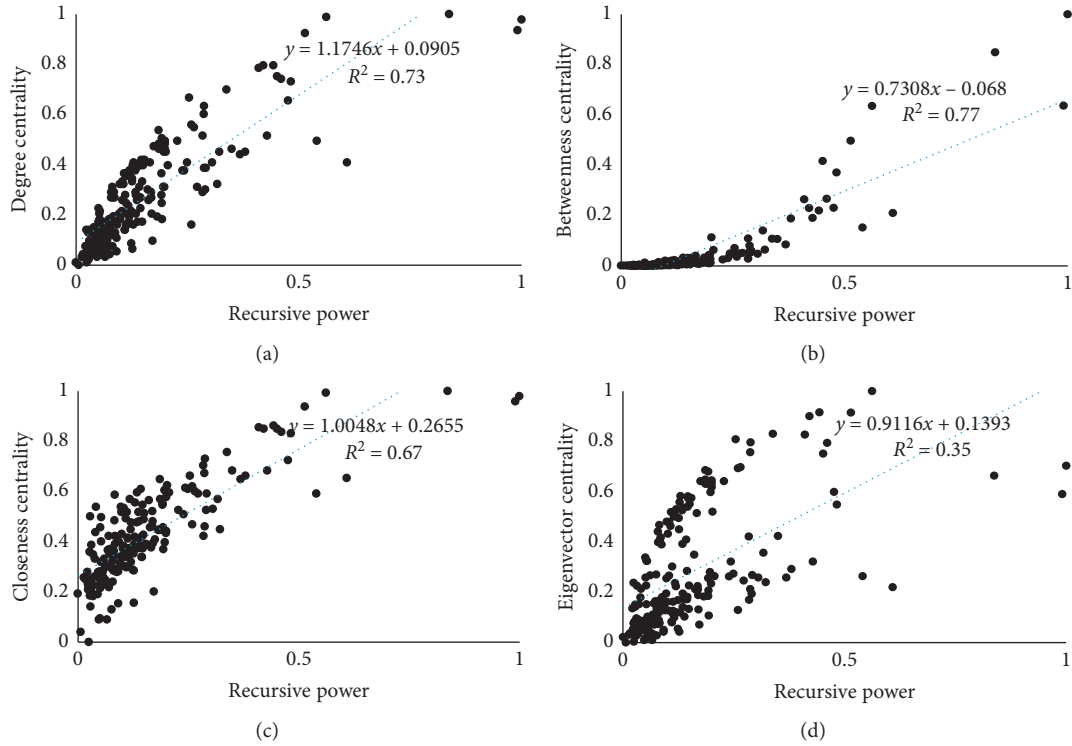 Degree centrality
1
0.8
0.6
0.4
0.2
0
0
0.5
1
y = 1.1746x + 0.0905
R² = 0.73
Recursive power
(a)
Betweenness centrality
1
0.8
0.6
0.4
0.2
0
0
0.5
1
y = 0.7308x – 0.068
R² = 0.77
Recursive power
(b)
Closeness centrality
1
0.8
0.6
0.4
0.2
0
0
0.5
1
y = 1.0048x + 0.2655
R² = 0.67
Recursive power
(c)
Eigenvector centrality
1
0.8
0.6
0.4
0.2
0
0
0.5
1
y = 0.9116x + 0.1393
R² = 0.35
Recursive power
(d)